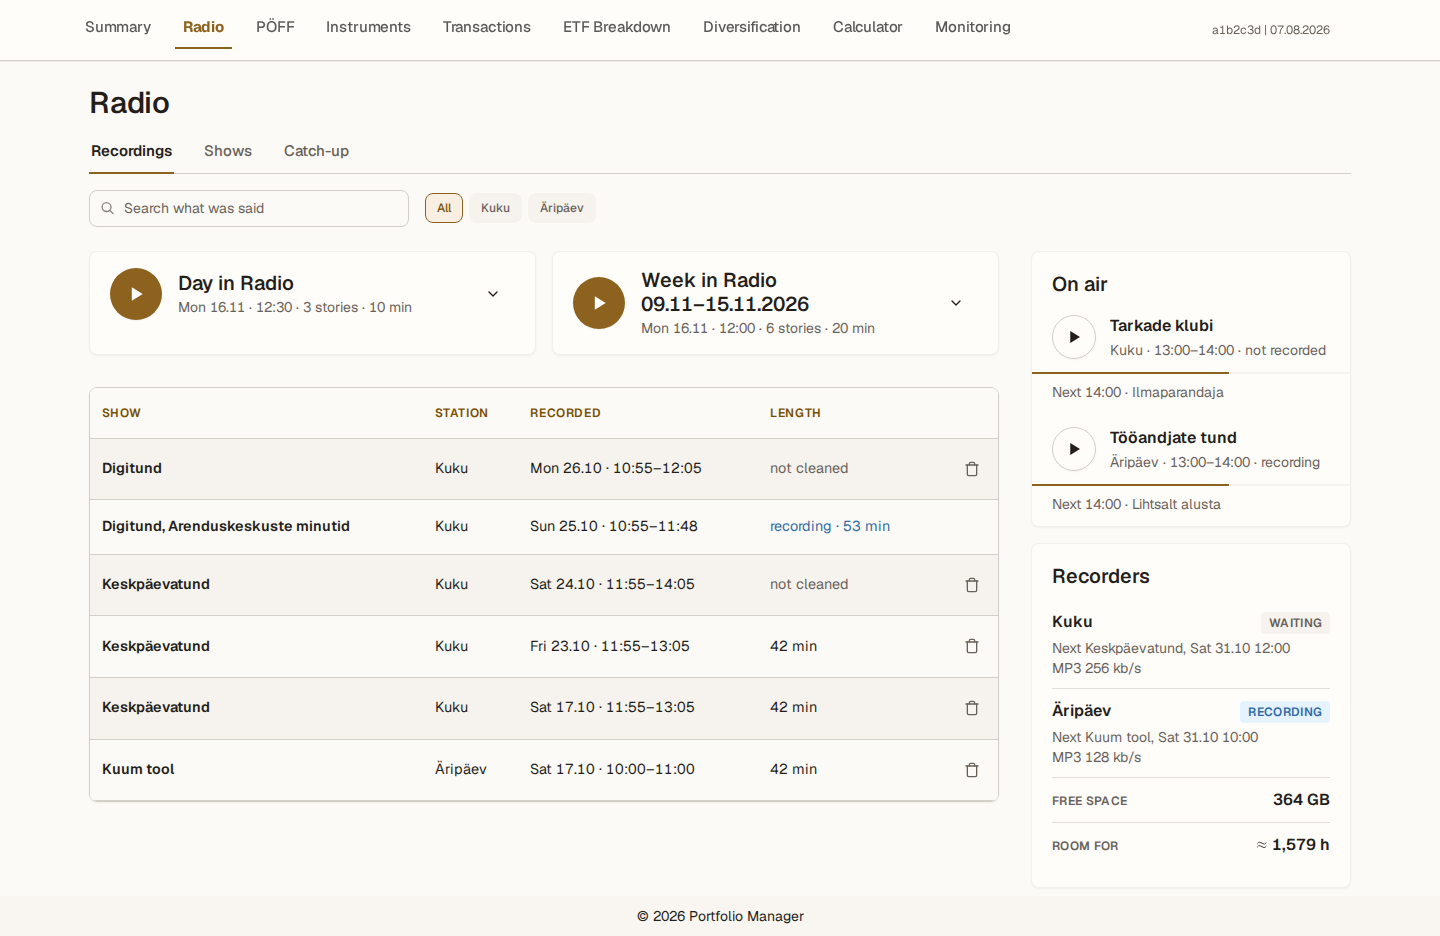 Summary Radio PÖFF Instruments Transactions ETF Breakdown Diversification Calculator Monitoring a1b2c3d | 07.08.2026
Radio
Recordings Shows Catch-up
Search what was said All Kuku Äripäev
Day in Radio
Mon 16.11 · 12:30 · 3 stories · 10 min
Week in Radio
09.11–15.11.2026
Mon 16.11 · 12:00 · 6 stories · 20 min
SHOW STATION RECORDED LENGTH
Digitund Kuku Mon 26.10 · 10:55–12:05 not cleaned
Digitund, Arenduskeskuste minutid Kuku Sun 25.10 · 10:55–11:48 recording · 53 min
Keskpäevatund Kuku Sat 24.10 · 11:55–14:05 not cleaned
Keskpäevatund Kuku Fri 23.10 · 11:55–13:05 42 min
Keskpäevatund Kuku Sat 17.10 · 11:55–13:05 42 min
Kuum tool Äripäev Sat 17.10 · 10:00–11:00 42 min
On air
Tarkade klubi
Kuku · 13:00–14:00 · not recorded
Next 14:00 · Ilmaparandaja
Tööandjate tund
Äripäev · 13:00–14:00 · recording
Next 14:00 · Lihtsalt alusta
Recorders
Kuku WAITING
Next Keskpäevatund, Sat 31.10 12:00
MP3 256 kb/s
Äripäev RECORDING
Next Kuum tool, Sat 31.10 10:00
MP3 128 kb/s
FREE SPACE 364 GB
ROOM FOR ≈ 1,579 h
© 2026 Portfolio Manager